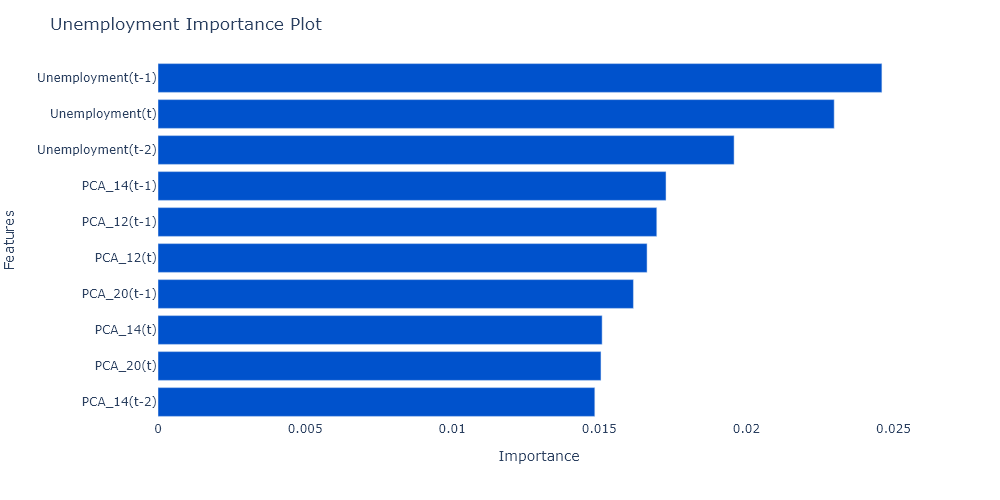 Unemployment Importance Plot
Features
Unemployment(t-1)
Unemployment(t)
Unemployment(t-2)
PCA_14(t-1)
PCA_12(t-1)
PCA_12(t)
PCA_20(t-1)
PCA_14(t)
PCA_20(t)
PCA_14(t-2)
0 0.005 0.01 0.015 0.02 0.025
Importance